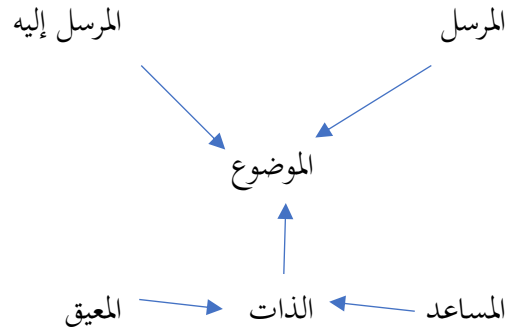 المرسل المرسل إليه
الموضوع
المساعد الذات المعيق